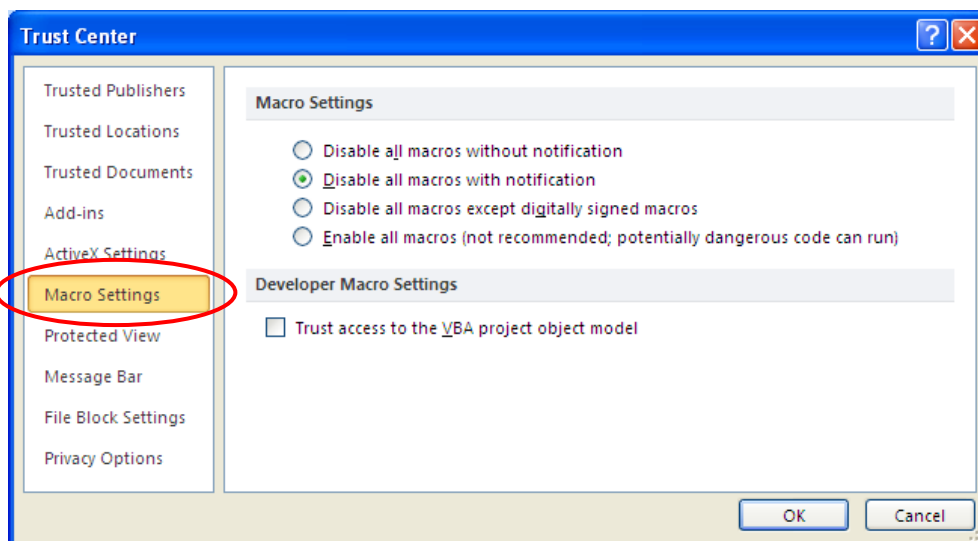 Trust Center
Trusted Publishers
Trusted Locations
Trusted Documents
Add-ins
ActiveX Settings
Macro Settings
Protected View
Message Bar
File Block Settings
Privacy Options
Macro Settings
Disable all macros without notification
Disable all macros with notification
Disable all macros except digitally signed macros
Enable all macros (not recommended; potentially dangerous code can run)
Developer Macro Settings
Trust access to the VBA project object model
OK
Cancel